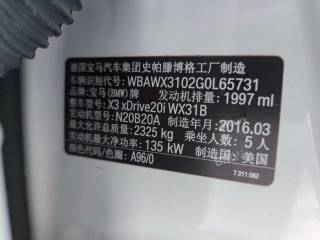 德国宝马汽车集团史帕滕博格工厂制造
车辆识别代号: WBAWX3102G0L65731
品牌: 宝马(BMW)牌 发动机排量: 1997 ml
整车型号: X3 xDrive20i WX31B
发动机型号: N20B20A 制造年月: 2016.03
最大允许总质量: 2325 kg 乘坐人数: 5 人
发动机最大净功率: 135 kW 制造国: 美国
颜色代号/色圈: A96/0
7 311 082